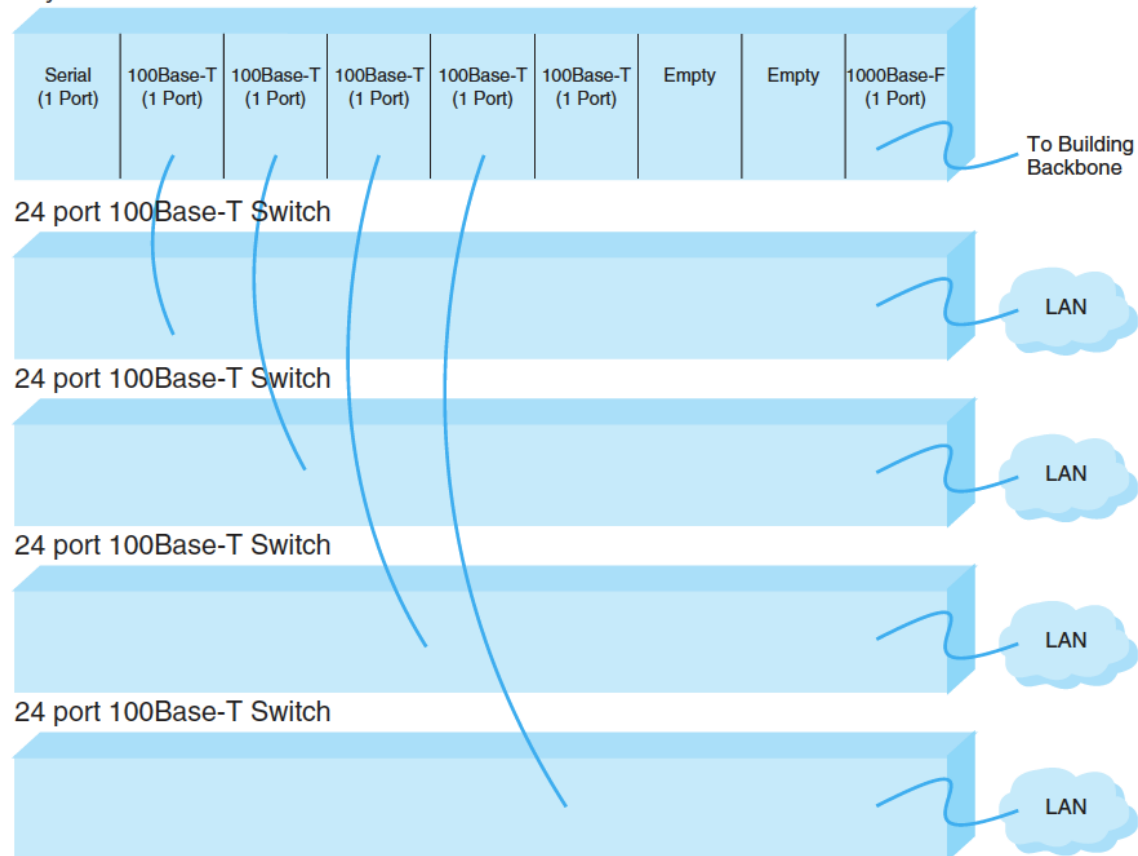 Serial
(1 Port)
100Base-T
(1 Port)
100Base-T
(1 Port)
100Base-T
(1 Port)
100Base-T
(1 Port)
100Base-T
(1 Port)
Empty
Empty
1000Base-F
(1 Port)
To Building
Backbone
24 port 100Base-T Switch
LAN
24 port 100Base-T Switch
LAN
24 port 100Base-T Switch
LAN
24 port 100Base-T Switch
LAN